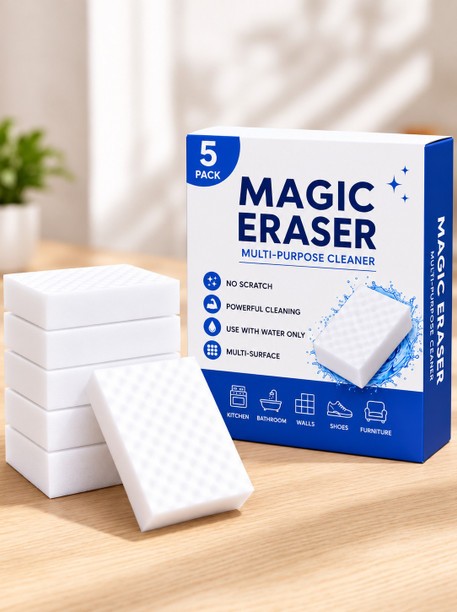 5
PACK
MAGIC
ERASER
MULTI-PURPOSE CLEANER
NO SCRATCH
POWERFUL CLEANING
USE WITH WATER ONLY
MULTI-SURFACE
KITCHEN
BATHROOM
WALLS
SHOES
FURNITURE
MAGIC ERASER
MULTI-PURPOSE CEANER